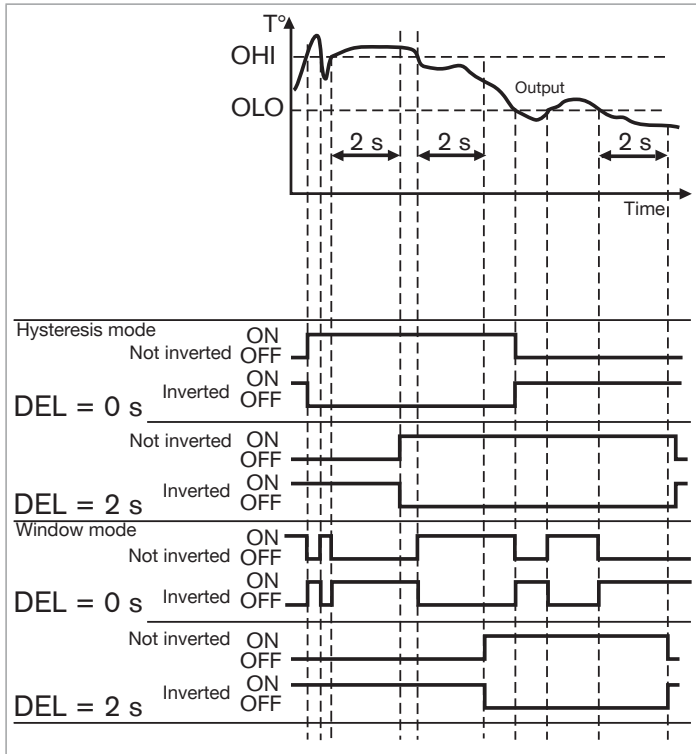 T°
OHI
Output
OLO
2 s 2 s 2 s
Time
Hysteresis mode
ON
Not inverted OFF
ON
Inverted OFF
DEL = 0 s
Not inverted ON
OFF
Inverted ON
OFF
DEL = 2 s
Window mode
ON
Not inverted OFF
ON
DEL = 0 s Inverted OFF
Not inverted ON
OFF
Inverted ON
OFF
DEL = 2 s